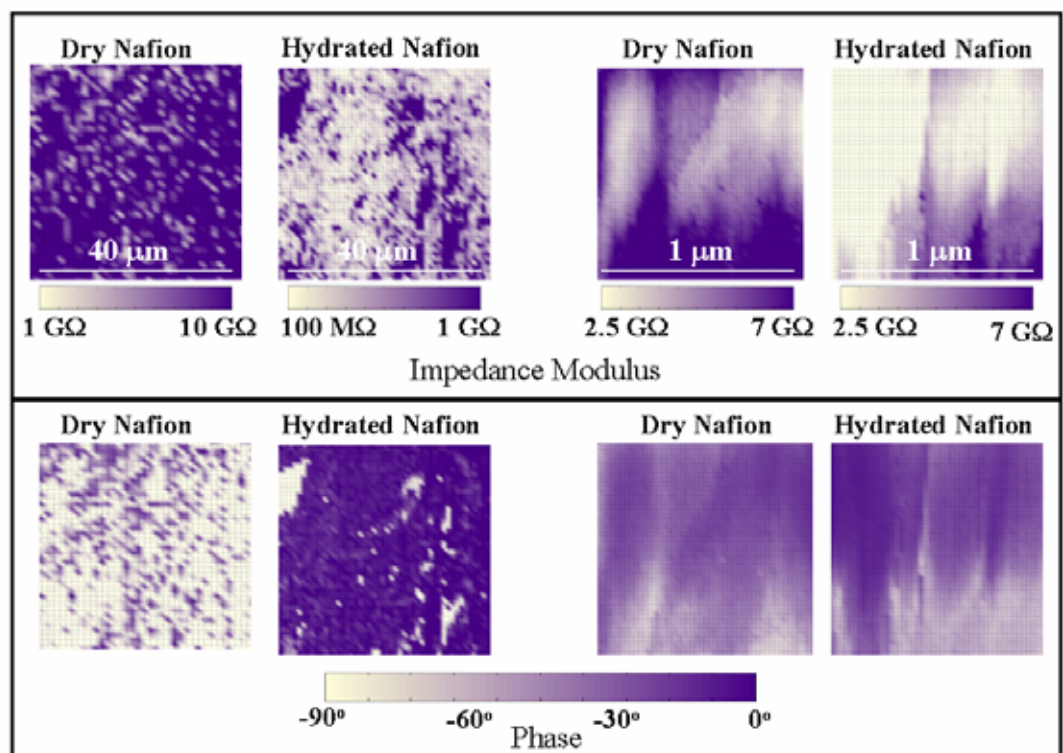 Dry Nafion Hydrated Nafion Dry Nafion Hydrated Nafion
40 μm 40 μm 1 μm 1 μm
1 GΩ 10 GΩ 100 MΩ 1 GΩ 2.5 GΩ 7 GΩ 2.5 GΩ 7 GΩ
Impedance Modulus
Dry Nafion Hydrated Nafion Dry Nafion Hydrated Nafion
-90° -60° -30° 0°
Phase